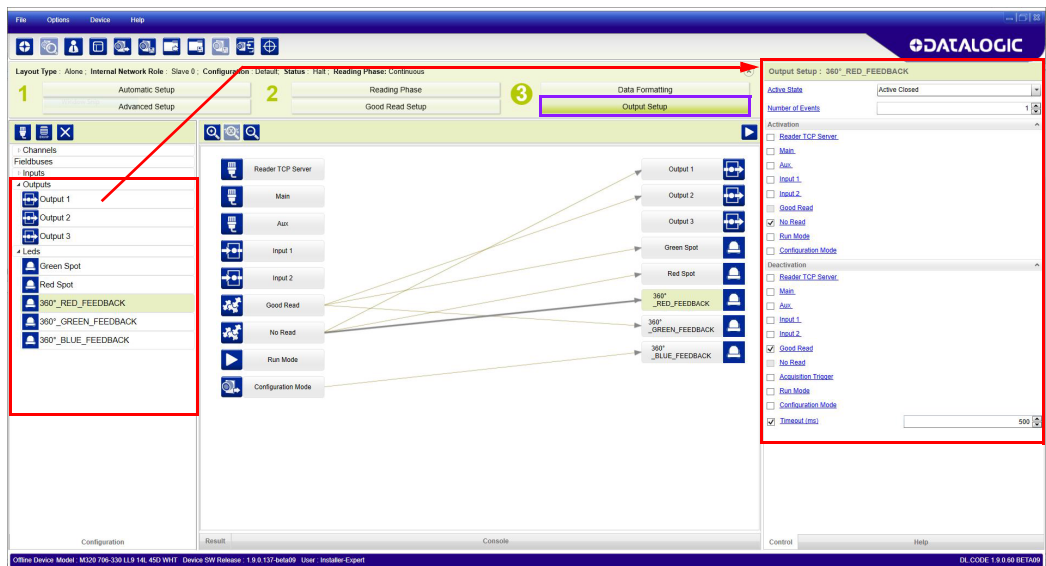 File Options Device Help
DATALOGIC
Layout Type : Alone ; Internal Network Role : Slave 0 ; Configuration : Default; Status : Halt ; Reading Phase: Continuous
1
Automatic Setup
Advanced Setup
2
Reading Phase
Good Read Setup
3
Data Formatting
Output Setup
Channels
Fieldbuses
Inputs
Outputs
Output 1
Output 2
Output 3
Leds
Green Spot
Red Spot
360°_RED_FEEDBACK
360°_GREEN_FEEDBACK
360°_BLUE_FEEDBACK
Configuration
Reader TCP Server
Main
Aux
Input 1
Input 2
Good Read
No Read
Run Mode
Configuration Mode
Output 1
Output 2
Output 3
Green Spot
Red Spot
360°
_RED_FEEDBACK
360°
_GREEN_FEEDBACK
360°
_BLUE_FEEDBACK
Result
Console
Output Setup : 360°_RED_FEEDBACK
Active State Active Closed
Number of Events 1
Activation
Reader TCP Server
Main
Aux
Input 1
Input 2
Good Read
No Read
Run Mode
Configuration Mode
Deactivation
Reader TCP Server
Main
Aux
Input 1
Input 2
Good Read
No Read
Acquisition Trigger
Run Mode
Configuration Mode
Timeout (ms) 500
Control
Help
Offline Device Model : M320 706-330 LL9 14L 45D WHT Device SW Release : 1.9.0.137-beta09 User : Installer-Expert
DL.CODE 1.9.0.60 BETA09